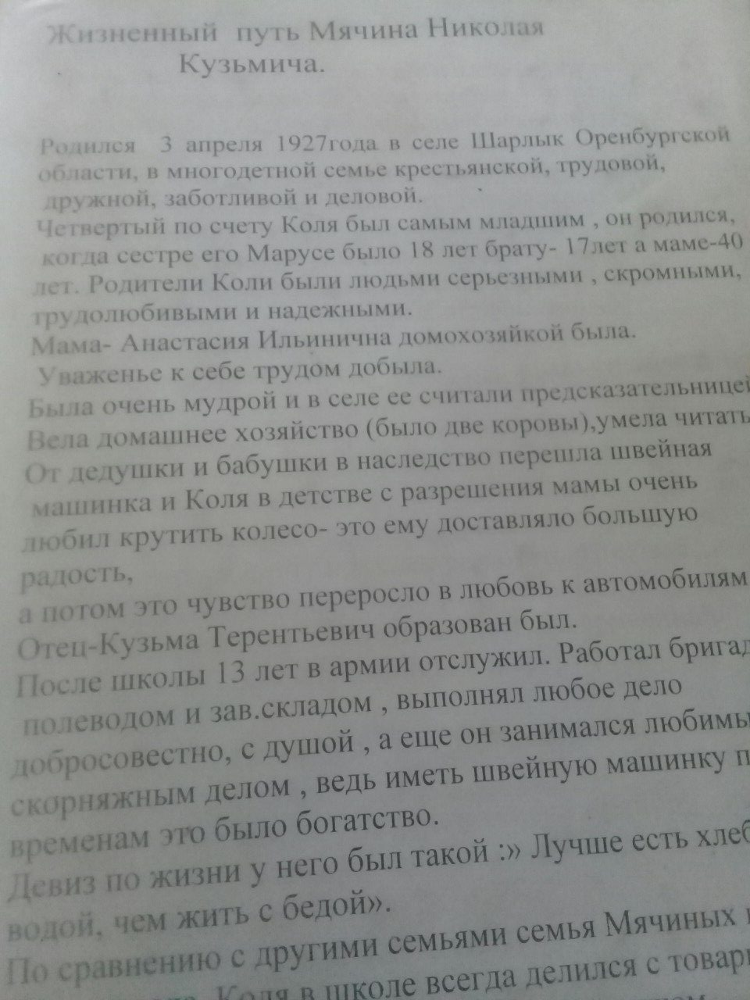 Жизненный путь Мячина Николая
Кузьмича.
Родился 3 апреля 1927года в селе Шарлык Оренбургской
области, в многодетной семье крестьянской, трудовой,
дружной, заботливой и деловой.
Четвертый по счету Коля был самым младшим , он родился,
когда сестре его Марусе было 18 лет брату- 17лет а маме-40
лет. Родители Коли были людьми серьезными , скромными,
трудолюбивыми и надежными.
Мама- Анастасия Ильинична домохозяйкой была.
Уваженье к себе трудом добыла.
Была очень мудрой и в селе ее считали предсказательницей
Вела домашнее хозяйство (было две коровы),умела читать
От дедушки и бабушки в наследство перешла швейная
машинка и Коля в детстве с разрешения мамы очень
любил крутить колесо- это ему доставляло большую
радость,
а потом это чувство переросло в любовь к автомобилям
Отец-Кузьма Терентьевич образован был.
После школы 13 лет в армии отслужил. Работал бригад
полеводом и зав.складом , выполнял любое дело
добросовестно, с душой , а еще он занимался любимы
скорняжным делом , ведь иметь швейную машинку п
временам это было богатство.
Девиз по жизни у него был такой :» Лучше есть хлеб
водой, чем жить с бедой».
По сравнению с другими семьями семья Мячиных
Коля в школе всегда делился с товар